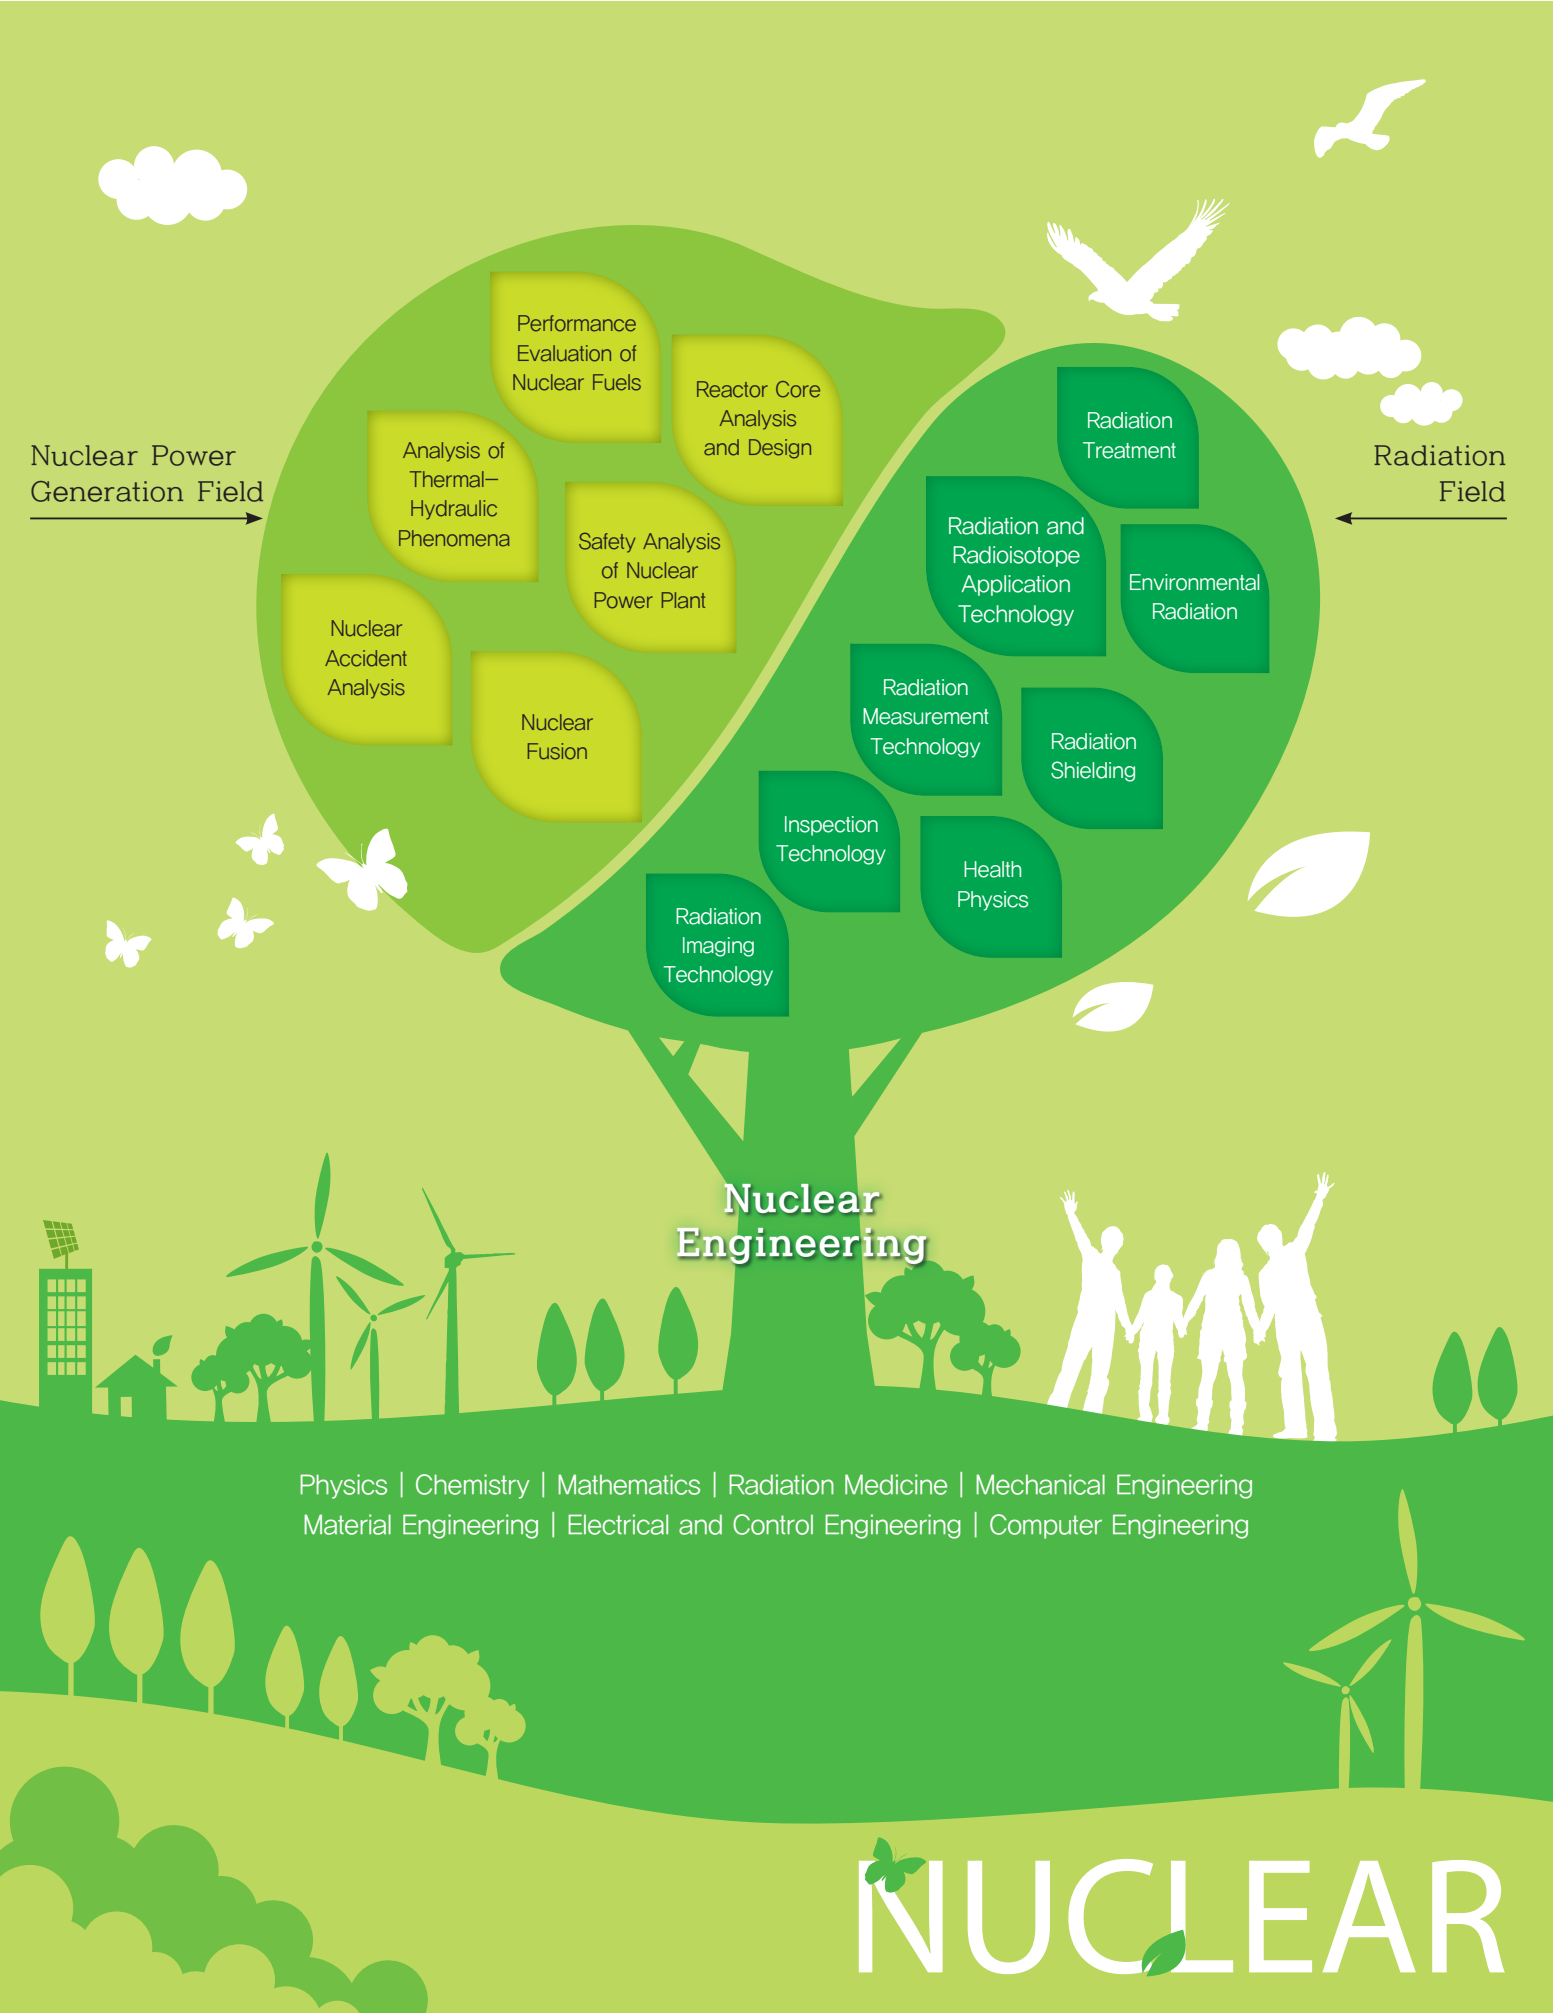 Performance
Evaluation of
Nuclear Fuels
Reactor Core
Analysis
and Design
Analysis of
Thermal–
Hydraulic
Phenomena
Safety Analysis
of Nuclear
Power Plant
Nuclear
Accident
Analysis
Nuclear
Fusion
Nuclear Power
Generation Field
Radiation
Field
Radiation
Treatment
Radiation and
Radioisotope
Application
Technology
Environmental
Radiation
Radiation
Measurement
Technology
Radiation
Shielding
Inspection
Technology
Health
Physics
Radiation
Imaging
Technology
Nuclear
Engineering
Physics | Chemistry | Mathematics | Radiation Medicine | Mechanical Engineering
Material Engineering | Electrical and Control Engineering | Computer Engineering
NUCLEAR